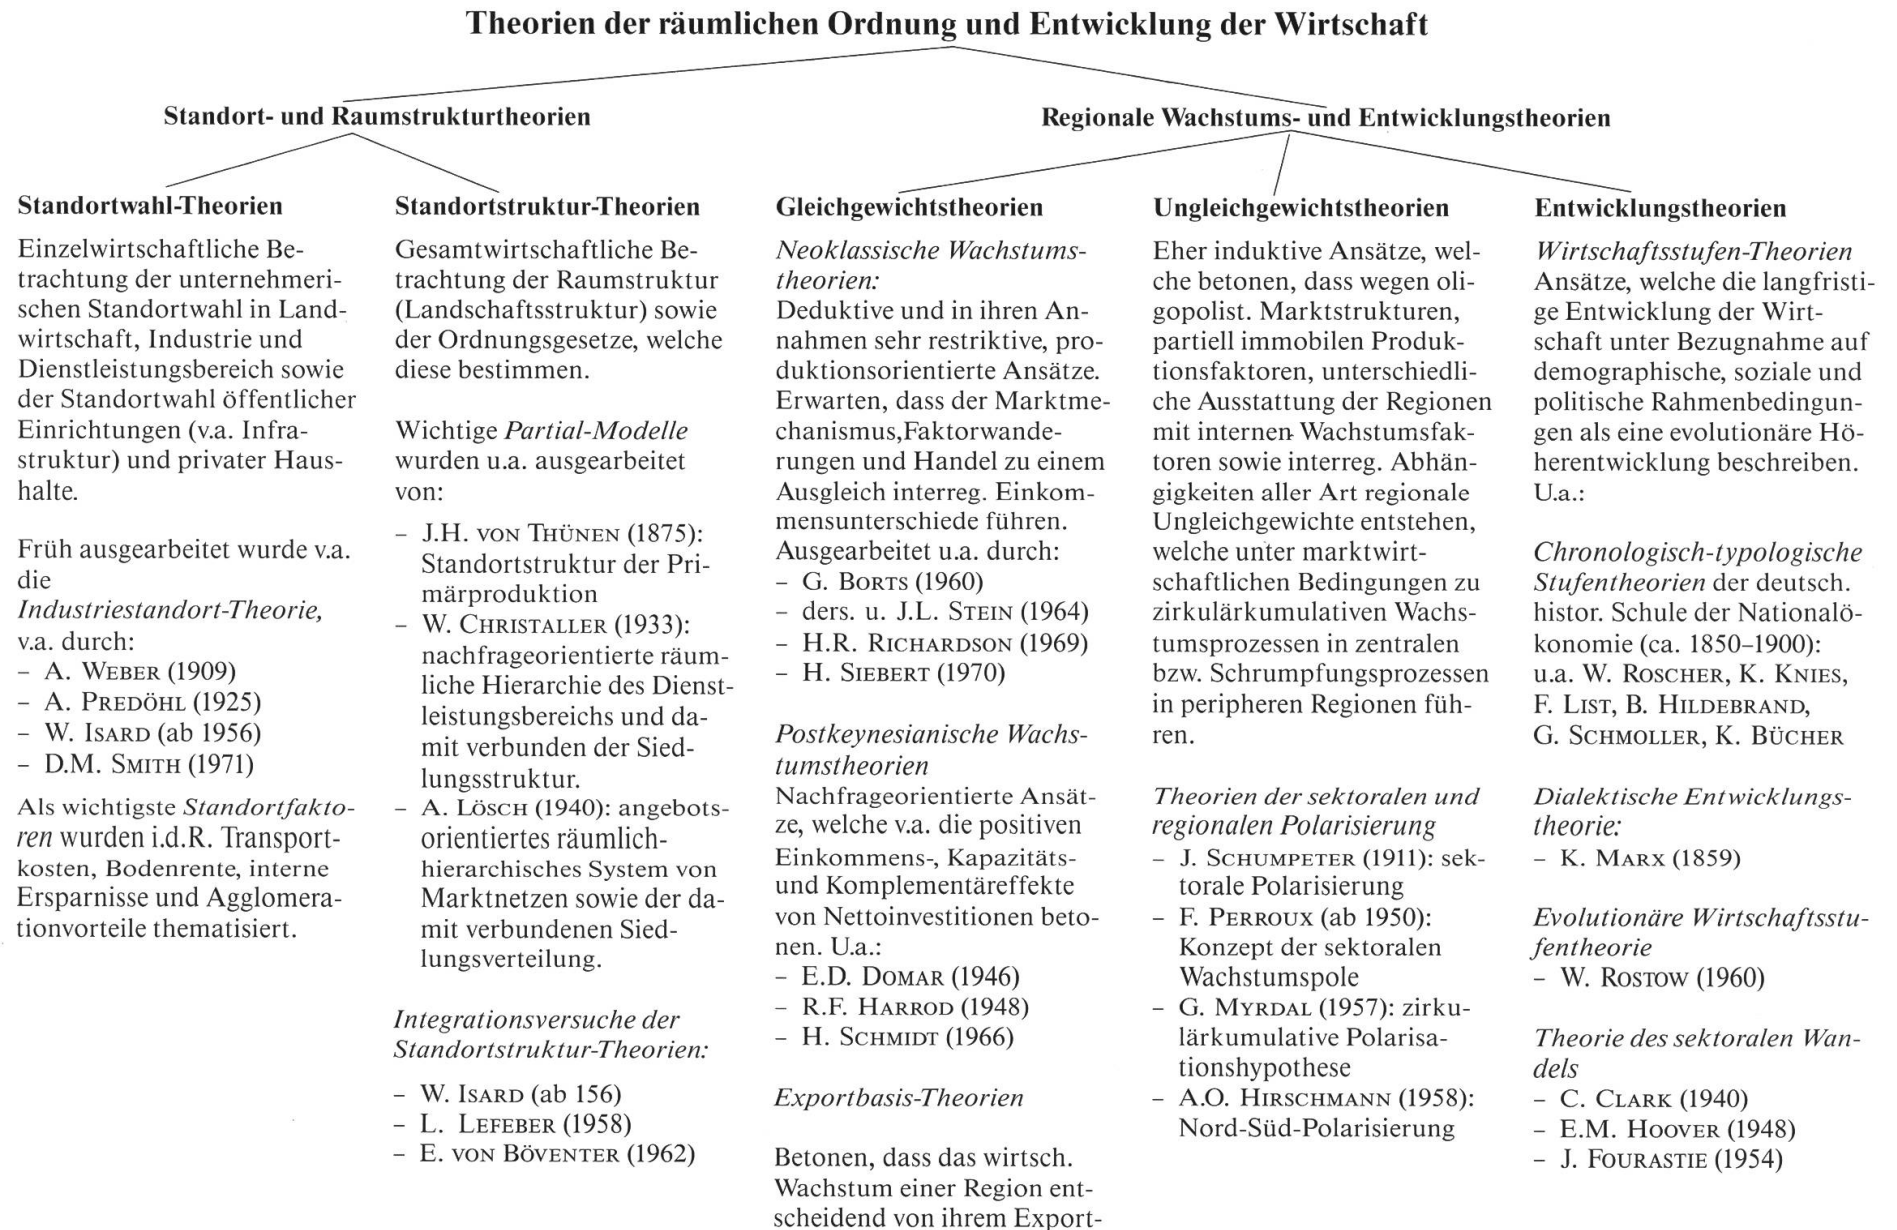 Theorien der räumlichen Ordnung und Entwicklung der Wirtschaft
Standort- und Raumstrukturtheorien
Regionale Wachstums- und Entwicklungstheorien
Standortwahl-Theorien
Einzelwirtschaftliche Be-
trachtung der unternehmeri-
schen Standortwahl in Land-
wirtschaft, Industrie und
Dienstleistungsbereich sowie
der Standortwahl öffentlicher
Einrichtungen (v.a. Infra-
struktur) und privater Haus-
halte.
Früh ausgearbeitet wurde v.a.
die
Industriestandort-Theorie,
v.a. durch:
– A. WEBER (1909)
– A. PREDÖHL (1925)
– W. ISARD (ab 1956)
– D.M. SMITH (1971)
Als wichtigste Standortfakto-
ren wurden i.d.R. Transport-
kosten, Bodenrente, interne
Ersparnisse und Agglomera-
tionvorteile thematisiert.
Standortstruktur-Theorien
Gesamtwirtschaftliche Be-
trachtung der Raumstruktur
(Landschaftsstruktur) sowie
der Ordnungsgesetze, welche
diese bestimmen.
Wichtige Partial-Modelle
wurden u.a. ausgearbeitet
von:
– J.H. VON THÜNEN (1875):
Standortstruktur der Pri-
märproduktion
– W. CHRISTALLER (1933):
nachfrageorientierte räum-
liche Hierarchie des Dienst-
leistungsbereichs und da-
mit verbunden der Sied-
lungsstruktur.
– A. LÖSCH (1940): angebots-
orientiertes räumlich-
hierarchisches System von
Marktnetzen sowie der da-
mit verbundenen Sied-
lungsverteilung.
Integrationsversuche der
Standortstruktur-Theorien:
– W. ISARD (ab 156)
– L. LEFEBER (1958)
– E. VON BÖVENTER (1962)
Gleichgewichtstheorien
Neoklassische Wachstums-
theorien:
Deduktive und in ihren An-
nahmen sehr restriktive, pro-
duktionsorientierte Ansätze.
Erwarten, dass der Marktme-
chanismus,Faktorwande-
rungen und Handel zu einem
Ausgleich interreg. Einkom-
mensunterschiede führen.
Ausgearbeitet u.a. durch:
– G. BORTS (1960)
– ders. u. J.L. STEIN (1964)
– H.R. RICHARDSON (1969)
– H. SIEBERT (1970)
Postkeynesianische Wachs-
tumstheorien
Nachfrageorientierte Ansät-
ze, welche v.a. die positiven
Einkommens-, Kapazitäts-
und Komplementäreffekte
von Nettoinvestitionen beto-
nen. U.a.:
– E.D. DOMAR (1946)
– R.F. HARROD (1948)
– H. SCHMIDT (1966)
Exportbasis-Theorien
Betonen, dass das wirtsch.
Wachstum einer Region ent-
scheidend von ihrem Export-
Ungleichgewichtstheorien
Eher induktive Ansätze, wel-
che betonen, dass wegen oli-
gopolist. Marktstrukturen,
partiell immobilen Produk-
tionsfaktoren, unterschiedli-
che Ausstattung der Regionen
mit internen Wachstumsfak-
toren sowie interreg. Abhän-
gigkeiten aller Art regionale
Ungleichgewichte entstehen,
welche unter marktwirt-
schaftlichen Bedingungen zu
zirkulärkumulativen Wachs-
tumsprozessen in zentralen
bzw. Schrumpfungsprozessen
in peripheren Regionen füh-
ren.
Theorien der sektoralen und
regionalen Polarisierung
– J. SCHUMPETER (1911): sek-
torale Polarisierung
– F. PERROUX (ab 1950):
Konzept der sektoralen
Wachstumspole
– G. MYRDAL (1957): zirku-
lärkumulative Polarisa-
tionshypothese
– A.O. HIRSCHMANN (1958):
Nord-Süd-Polarisierung
Entwicklungstheorien
Wirtschaftsstufen-Theorien
Ansätze, welche die langfristi-
ge Entwicklung der Wirt-
schaft unter Bezugnahme auf
demographische, soziale und
politische Rahmenbedingun-
gen als eine evolutionäre Hö-
herentwicklung beschreiben.
U.a.:
Chronologisch-typologische
Stufentheorien der deutsch.
histor. Schule der Nationalö-
konomie (ca. 1850–1900):
u.a. W. ROSCHER, K. KNIES,
F. LIST, B. HILDEBRAND,
G. SCHMOLLER, K. BÜCHER
Dialektische Entwicklungs-
theorie:
– K. MARX (1859)
Evolutionäre Wirtschaftsstu-
fentheorie
– W. ROSTOW (1960)
Theorie des sektoralen Wan-
dels
– C. CLARK (1940)
– E.M. HOOVER (1948)
– J. FOURASTIE (1954)